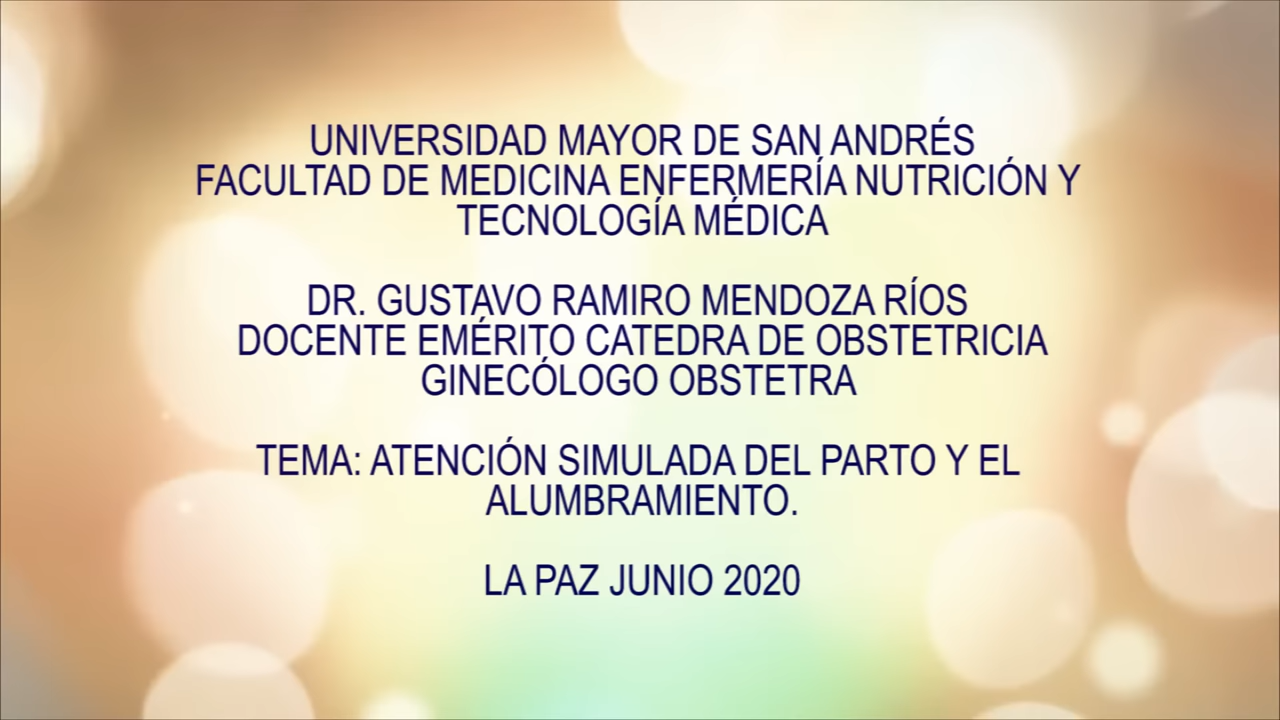 UNIVERSIDAD MAYOR DE SAN ANDRÉS
FACULTAD DE MEDICINA ENFERMERÍA NUTRICIÓN Y
TECNOLOGÍA MÉDICA
DR. GUSTAVO RAMIRO MENDOZA RÍOS
DOCENTE EMÉRITO CATEDRA DE OBSTETRICIA
GINECÓLOGO OBSTETRA
TEMA: ATENCIÓN SIMULADA DEL PARTO Y EL
ALUMBRAMIENTO.
LA PAZ JUNIO 2020